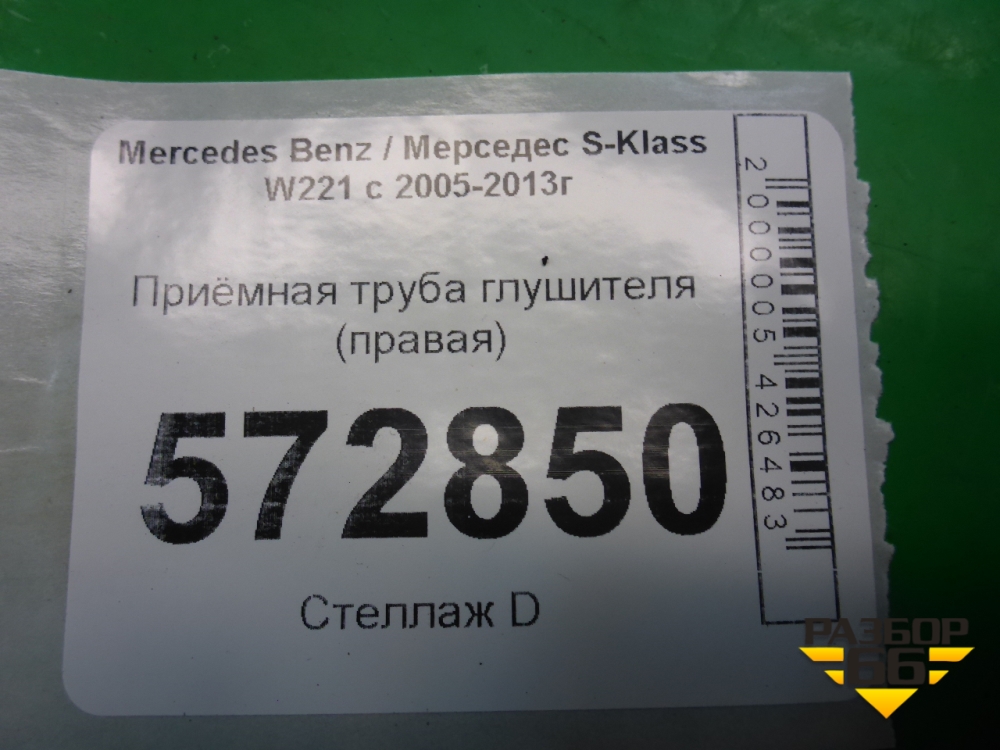 Mercedes Benz / Мерседес S-Klass
W221 с 2005-2013г
Приёмная труба глушителя
(правая)
572850
Стеллаж D
2000005426483
РАЗБОР
66